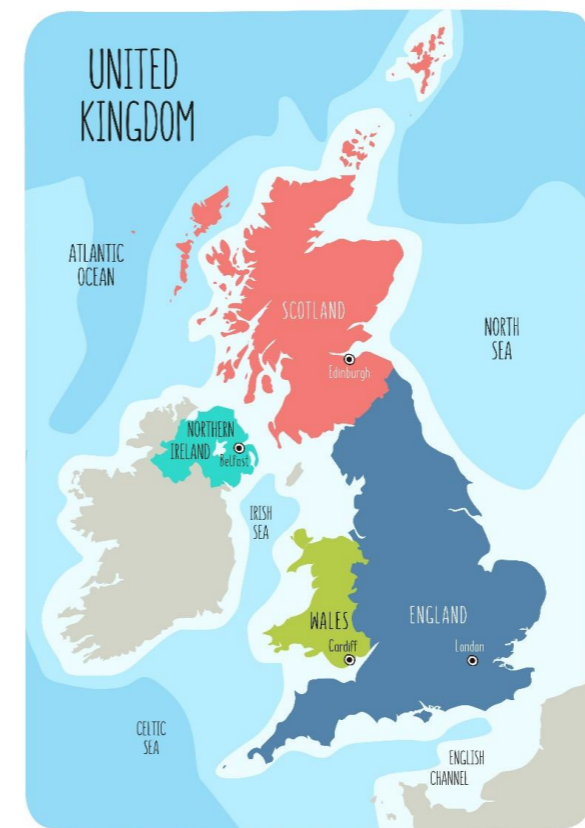 UNITED
KINGDOM
ATLANTIC
OCEAN
SCOTLAND
NORTH
SEA
Edinburgh
NORTHERN
IRELAND
Belfast
IRISH
SEA
WALES
ENGLAND
Cardiff
London
CELTIC
SEA
ENGLISH
CHANNEL